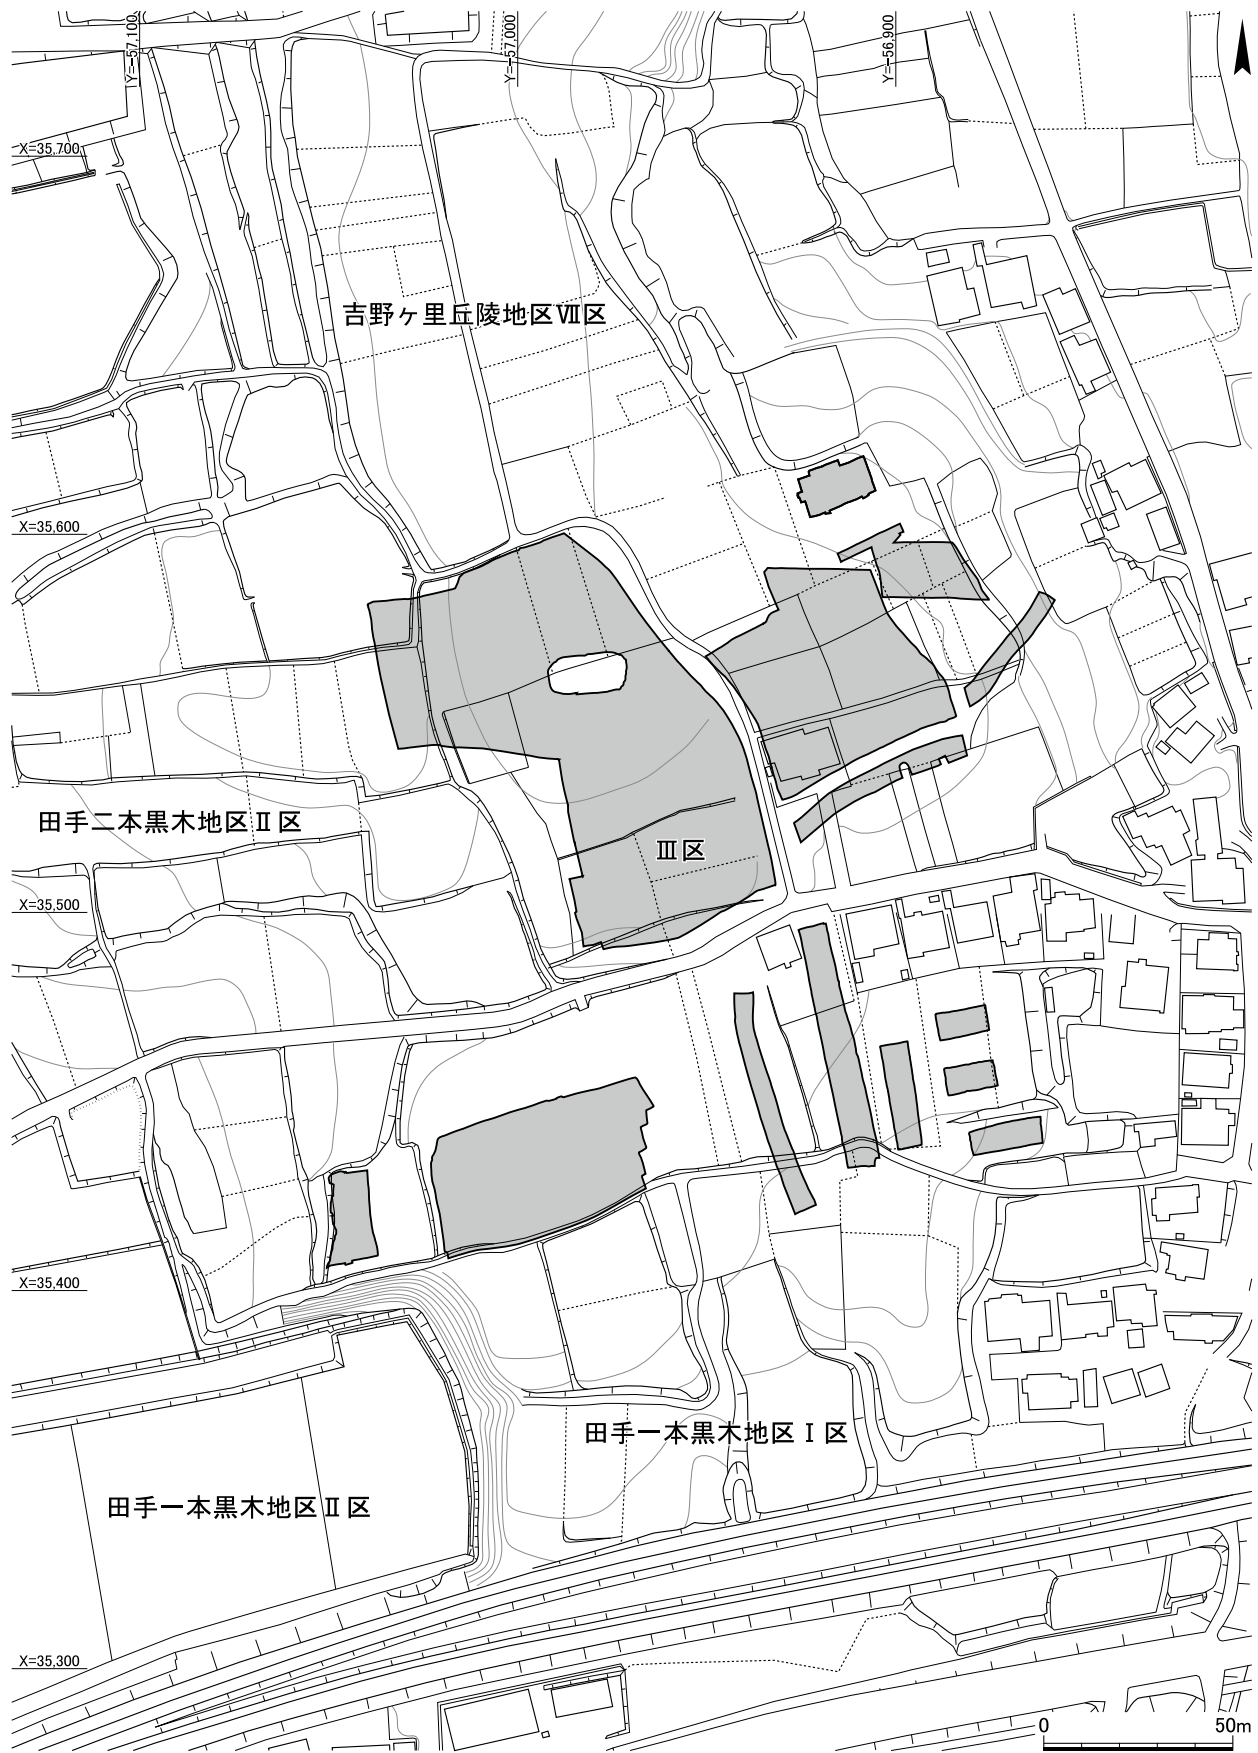 Y=-57,100
Y=-57,000
Y=-56,900
X=35,700
吉野ヶ里丘陵地区Ⅶ区
X=35,600
田手二本黒木地区Ⅱ区
Ⅲ区
X=35,500
X=35,400
田手一本黒木地区Ⅰ区
田手一本黒木地区Ⅱ区
X=35,300
0 50m